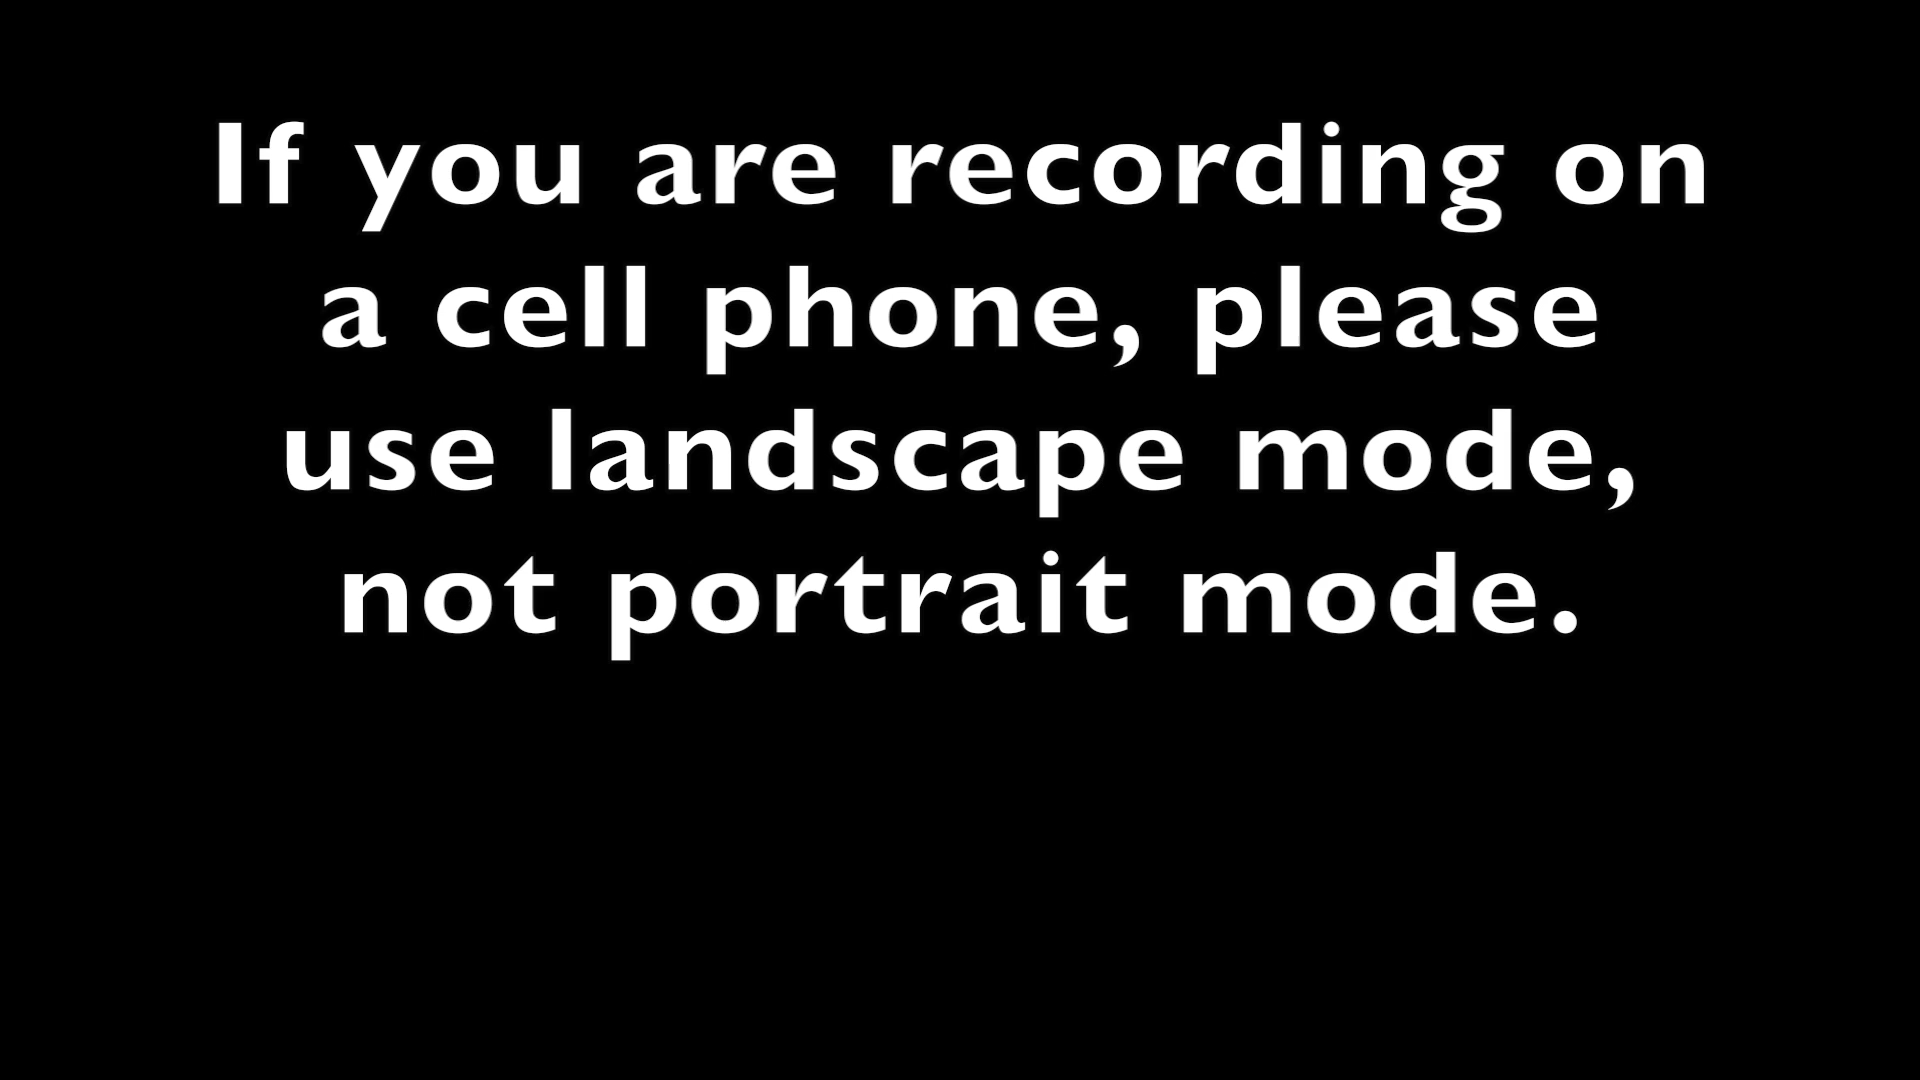 If you are recording on
a cell phone, please
use landscape mode,
not portrait mode.